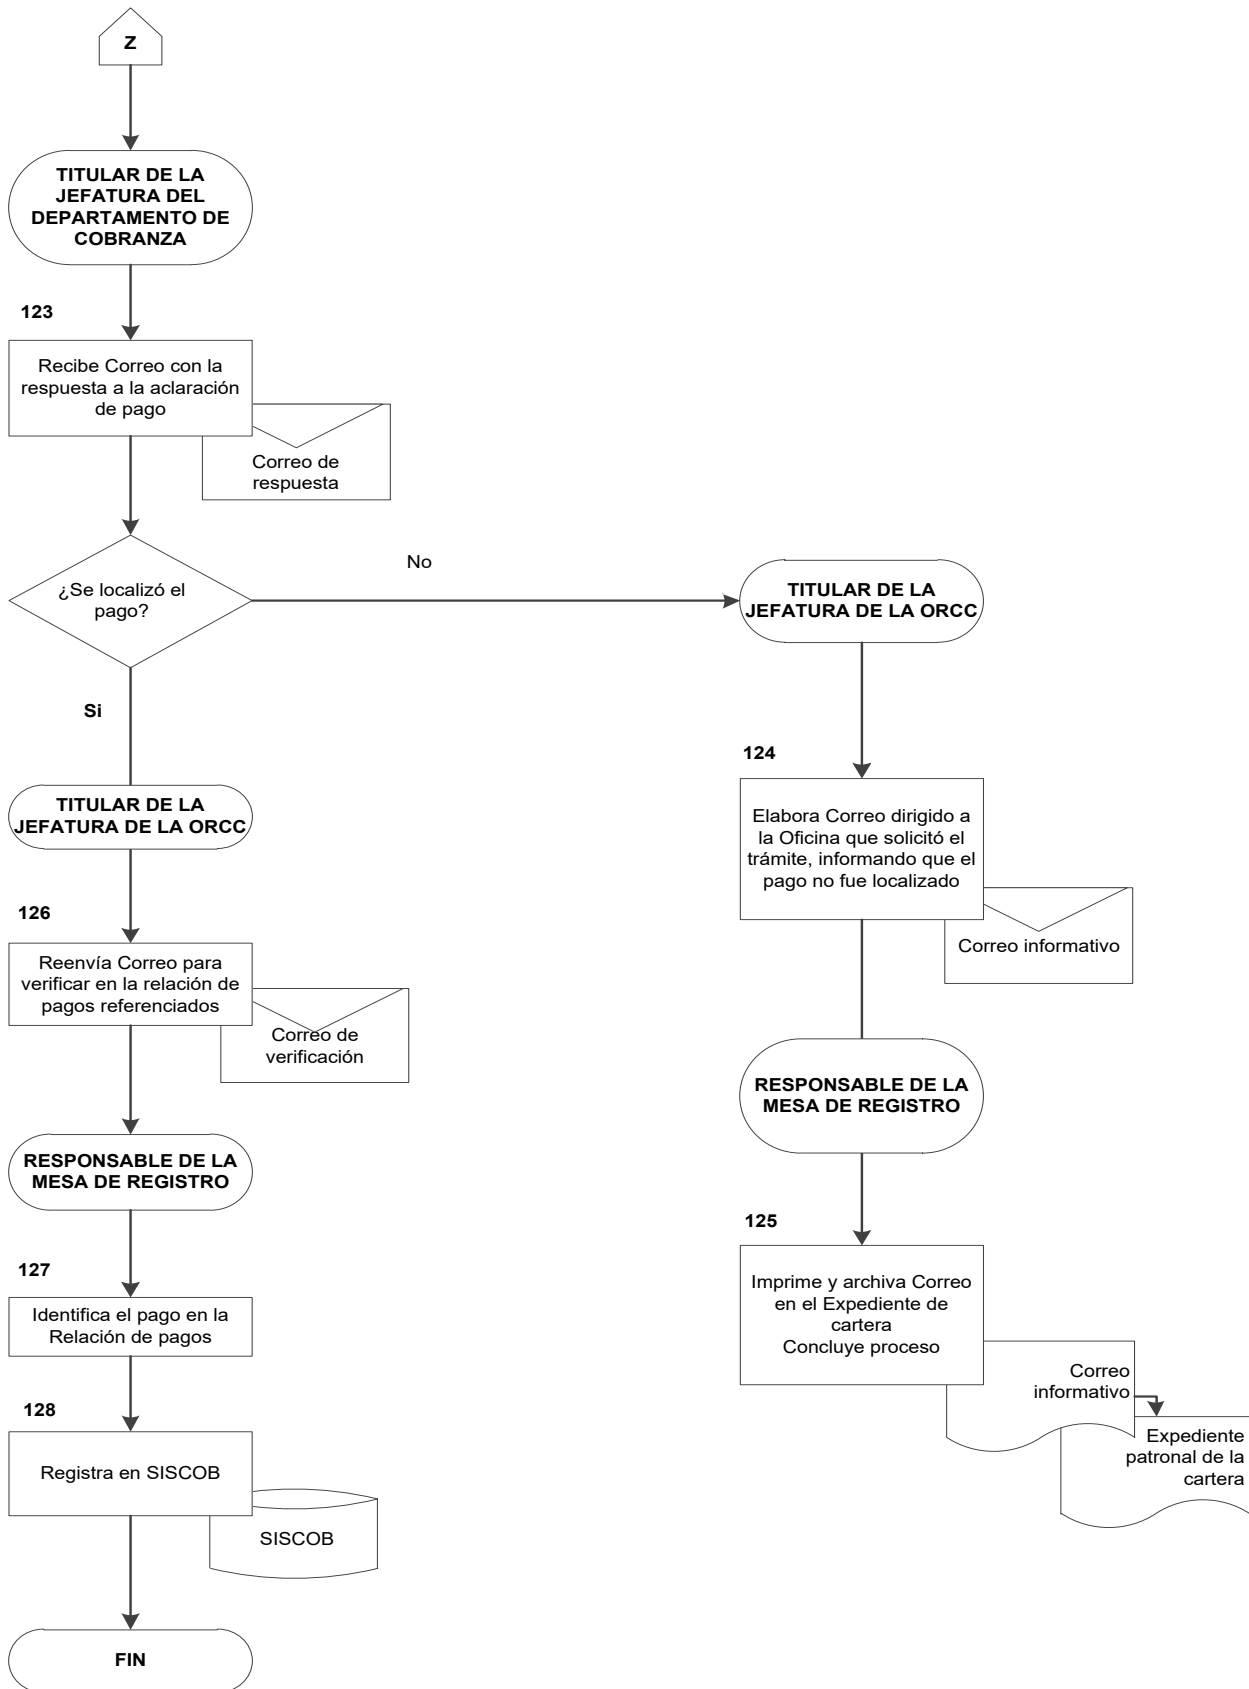 Z
TITULAR DE LA
JEFATURA DEL
DEPARTAMENTO DE
COBRANZA
123
Recibe Correo con la
respuesta a la aclaración
de pago
Correo de
respuesta
¿Se localizó el
pago?
No
Si
TITULAR DE LA
JEFATURA DE LA ORCC
124
Elabora Correo dirigido a
la Oficina que solicitó el
trámite, informando que el
pago no fue localizado
Correo informativo
RESPONSABLE DE LA
MESA DE REGISTRO
125
Imprime y archiva Correo
en el Expediente de
cartera
Concluye proceso
Correo
informativo
Expediente
patronal de la
cartera
TITULAR DE LA
JEFATURA DE LA ORCC
126
Reenvía Correo para
verificar en la relación de
pagos referenciados
Correo de
verificación
RESPONSABLE DE LA
MESA DE REGISTRO
127
Identifica el pago en la
Relación de pagos
128
Registra en SISCOB
SISCOB
FIN